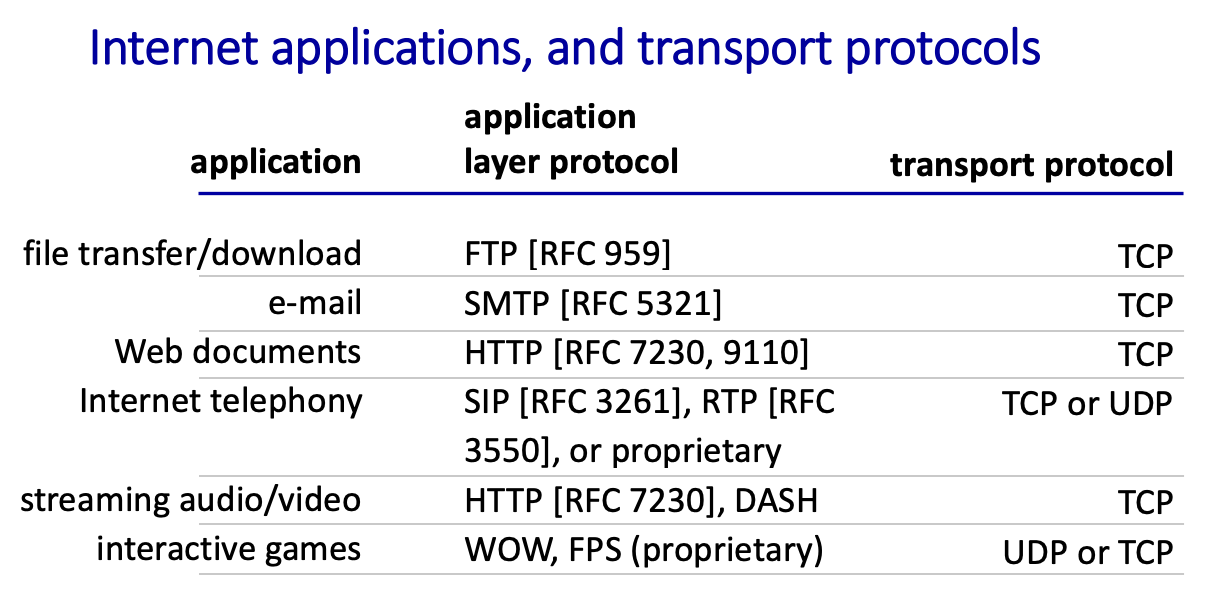 Internet applications, and transport protocols
application
application layer protocol
transport protocol
file transfer/download FTP [RFC 959] TCP
e-mail SMTP [RFC 5321] TCP
Web documents HTTP [RFC 7230, 9110] TCP
Internet telephony SIP [RFC 3261], RTP [RFC TCP or UDP
3550], or proprietary
streaming audio/video HTTP [RFC 7230], DASH TCP
interactive games WOW, FPS (proprietary) UDP or TCP